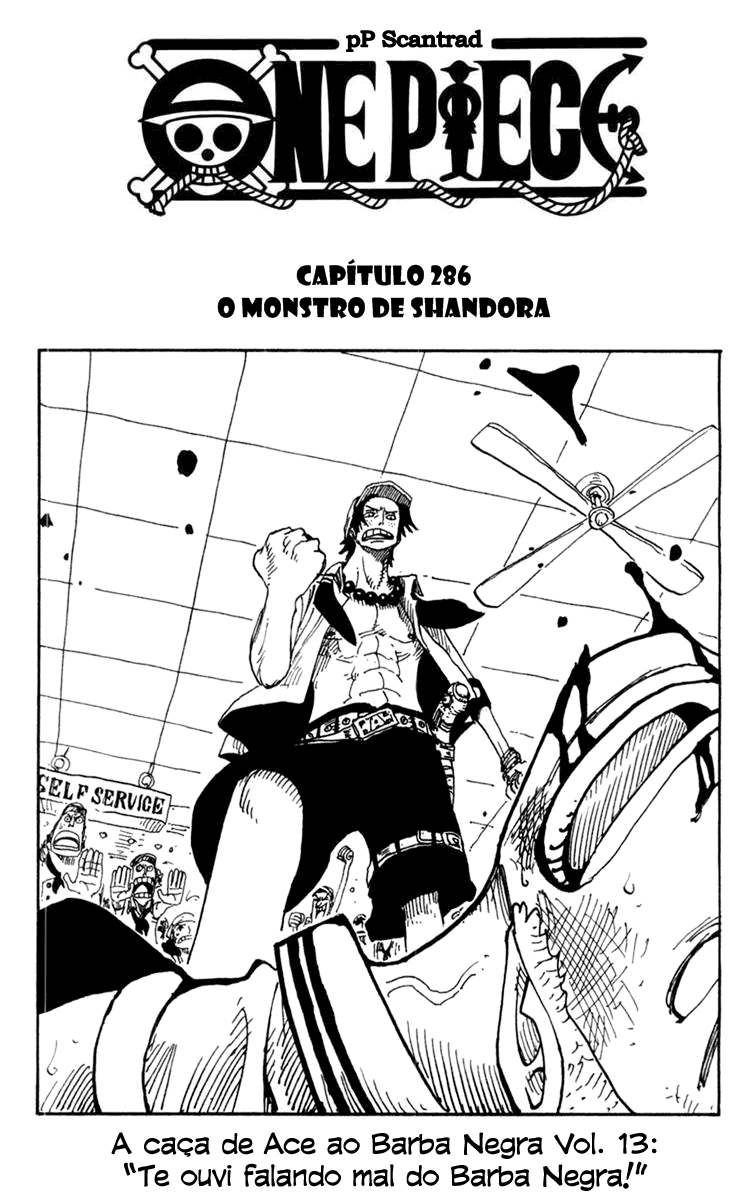 pP Scantrad
ONE PIECE
CAPÍTULO 286
O MONSTRO DE SHANDORA
SELF SERVICE
A caça de Ace ao Barba Negra Vol. 13:
"Te ouvi falando mal do Barba Negra!"